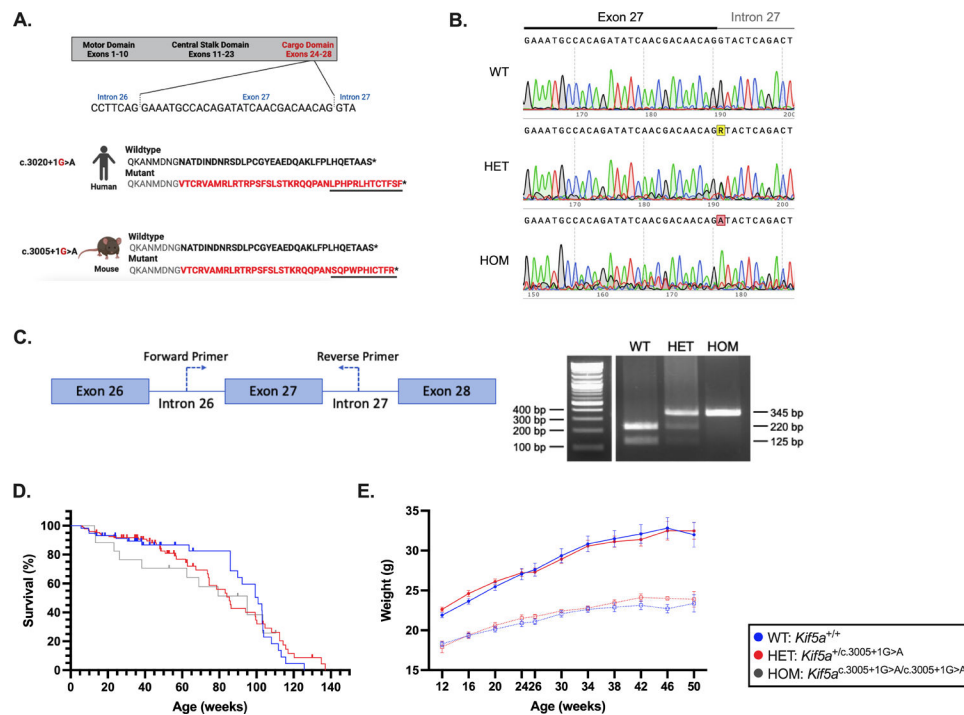 A.
Motor Domain Central Stalk Domain Cargo Domain
Exons 1-10 Exons 11-23 Exons 24-28
Intron 26 Exon 27 Intron 27
CCTTCAG GAAATGCCACAGATATCAACGACAACAG GTA
c.3020+1G>A
Human
Wildtype
QKANMDNGNATDINDNRSDLPCGYEAEDQAKLFPLHQETAAS*
Mutant
QKANMDNGVTCRVAMRLRTRPSFSLSTKRQQPANLPHPRLHTCTFSF*
c.3005+1G>A
Mouse
Wildtype
QKANMDNGNATDINDNRSDLPCGYEAEDQAKLFPLHQETAAS*
Mutant
QKANMDNGVTCRVAMRLRTRPSFSLSTKRQQPANSQPWPHICTFR*
B.
Exon 27 Intron 27
GAAATGCCACAGATATCAACGACAACAGGTACTCAGACT
WT
170 180 190 200
GAAATGCCACAGATATCAACGACAACAGRTACTCAGACT
HET
170 180 190 200
GAAATGCCACAGATATCAACGACAACAGATACTCAGACT
HOM
150 160 170 180
C.
Forward Primer Reverse Primer
Exon 26 Exon 27 Exon 28
Intron 26 Intron 27
WT HET HOM
400 bp
300 bp
200 bp
100 bp
345 bp
220 bp
125 bp
D.
Survival (%)
100
90
80
70
60
50
40
30
20
10
0
0 20 40 60 80 100 120 140
Age (weeks)
E.
Weight (g)
35
30
25
20
15
12 16 20 2426 30 34 38 42 46 50
Age (weeks)
WT: Kif5a+/+
HET: Kif5a+/c.3005+1G>A
HOM: Kif5ac.3005+1G>A/c.3005+1G>A